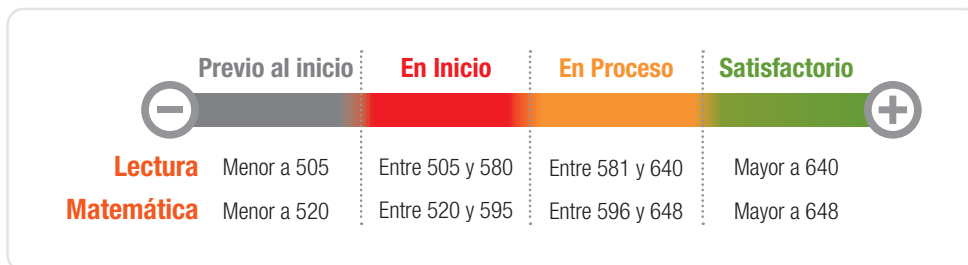 Previo al inicio En Inicio En Proceso Satisfactorio
Lectura Menor a 505 Entre 505 y 580 Entre 581 y 640 Mayor a 640
Matemática Menor a 520 Entre 520 y 595 Entre 596 y 648 Mayor a 648